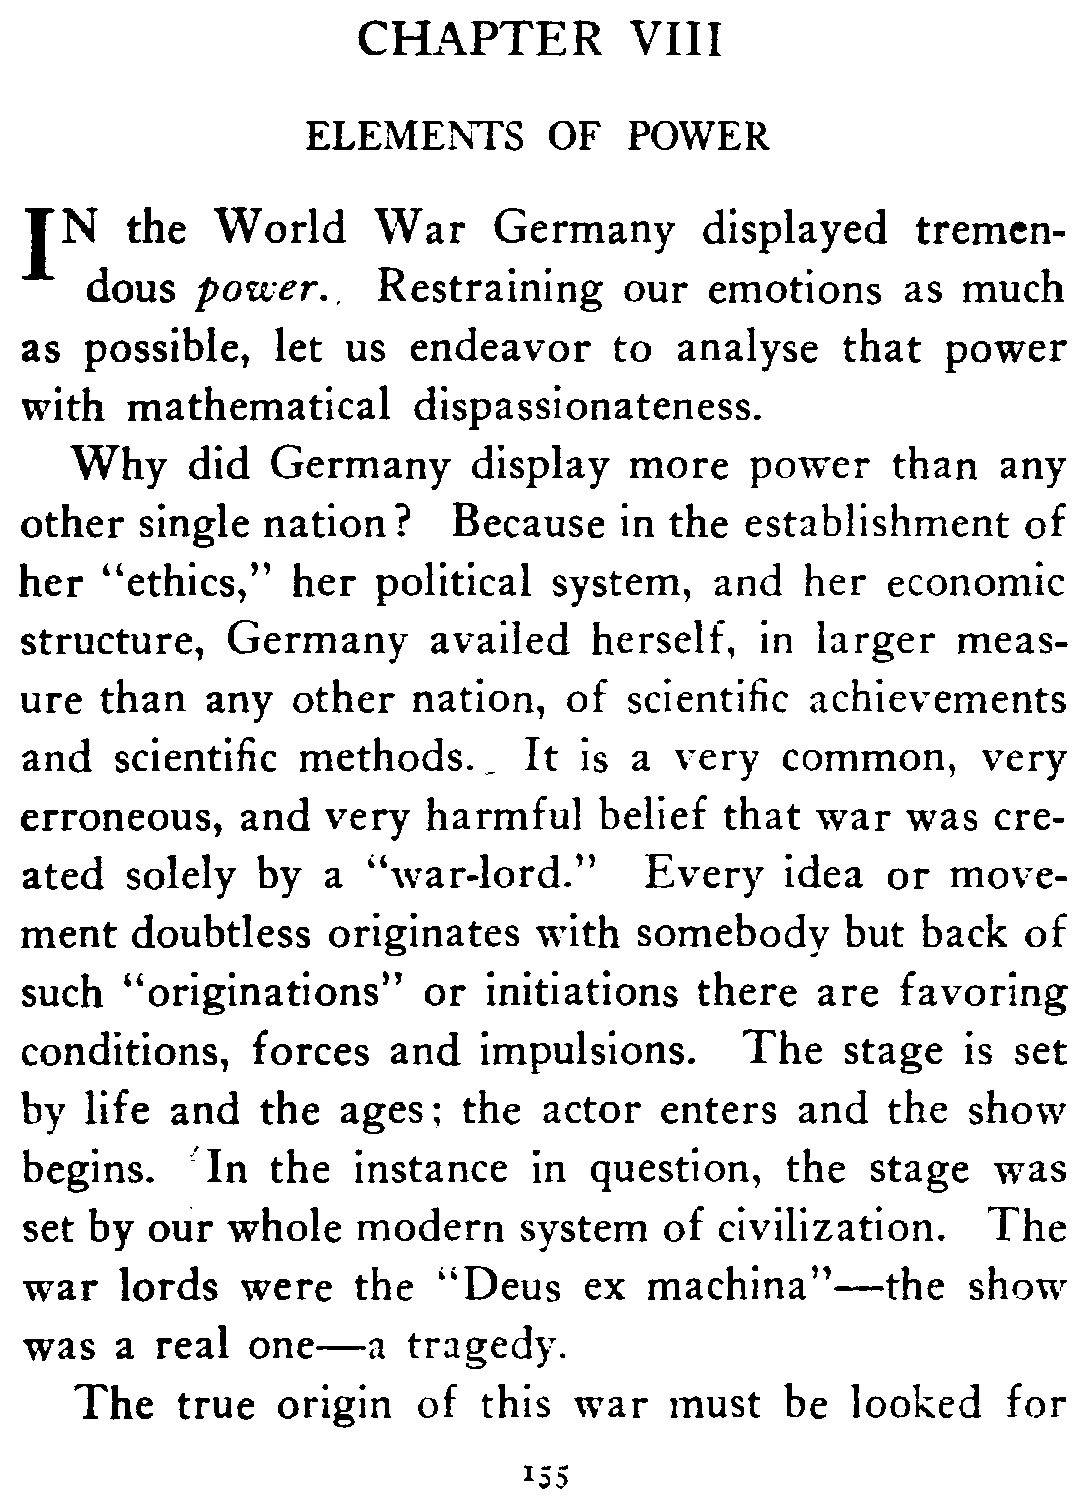 CHAPTER VIII
ELEMENTS OF POWER
IN the World War Germany displayed tremen-
dous power. Restraining our emotions as much
as possible, let us endeavor to analyse that power
with mathematical dispassionateness.
Why did Germany display more power than any
other single nation? Because in the establishment of
her “ethics,” her political system, and her economic
structure, Germany availed herself, in larger meas-
ure than any other nation, of scientific achievements
and scientific methods. It is a very common, very
erroneous, and very harmful belief that war was cre-
ated solely by a “war-lord.” Every idea or move-
ment doubtless originates with somebody but back of
such “originations” or initiations there are favoring
conditions, forces and impulsions. The stage is set
by life and the ages; the actor enters and the show
begins. In the instance in question, the stage was
set by our whole modern system of civilization. The
war lords were the “Deus ex machina”—the show
was a real one—a tragedy.
The true origin of this war must be looked for
155